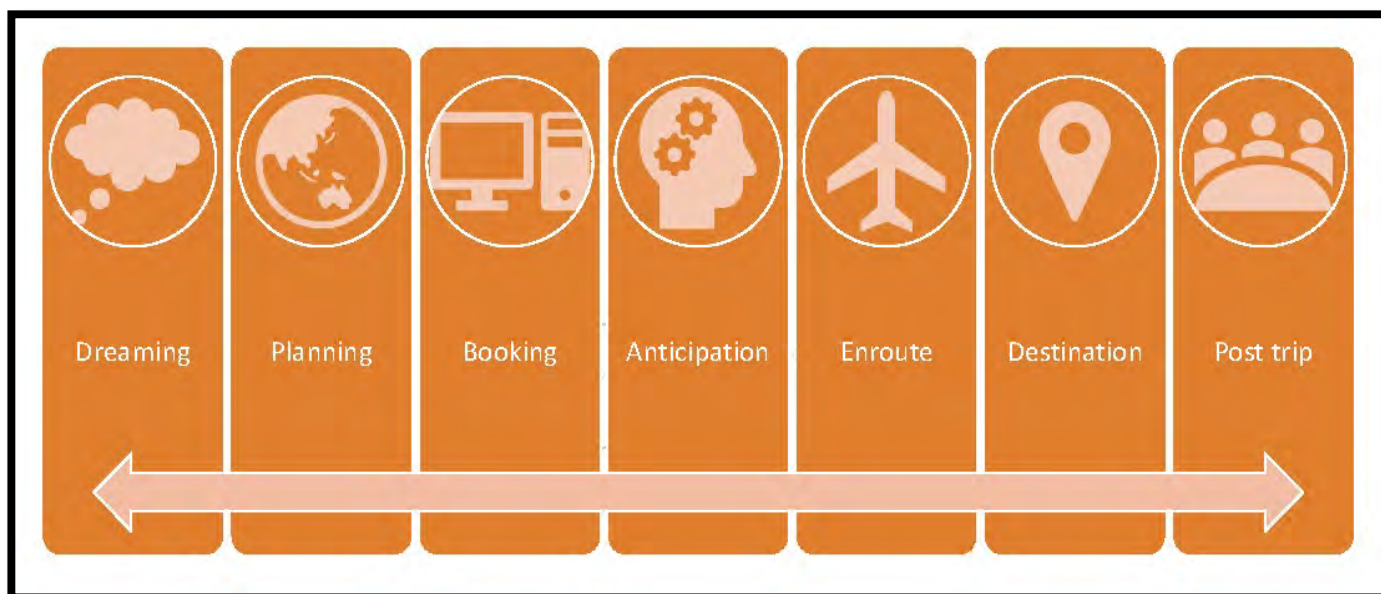 Dreaming
Planning
Booking
Anticipation
Enroute
Destination
Post trip